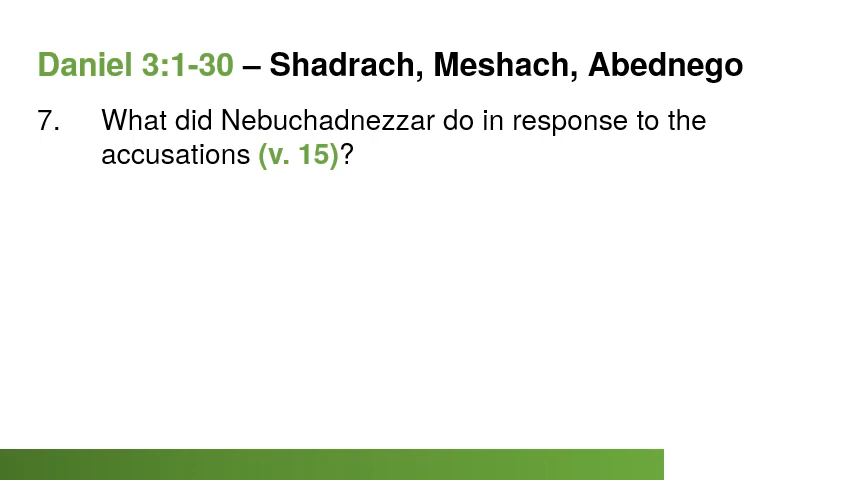 Daniel 3:1-30 – Shadrach, Meshach, Abednego
7. What did Nebuchadnezzar do in response to the
accusations (v. 15)?